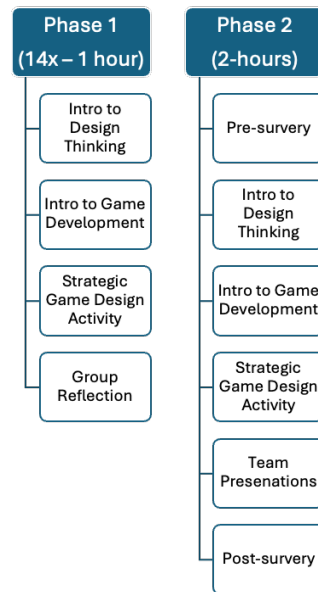 Phase 1
(14x – 1 hour)
Intro to
Design
Thinking
Intro to Game
Development
Strategic
Game Design
Activity
Group
Reflection
Phase 2
(2-hours)
Pre-survery
Intro to
Design
Thinking
Intro to Game
Development
Strategic
Game Design
Activity
Team
Presenations
Post-survery